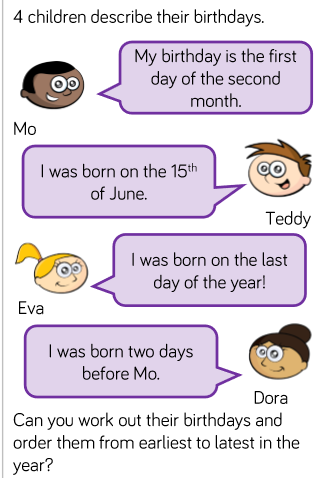 4 children describe their birthdays.
My birthday is the first
day of the second
month.
Mo
I was born on the 15th
of June.
Teddy
I was born on the last
day of the year!
Eva
I was born two days
before Mo.
Dora
Can you work out their birthdays and
order them from earliest to latest in the
year?